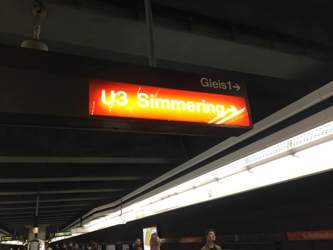 Gleis1→
U3 Simmering→